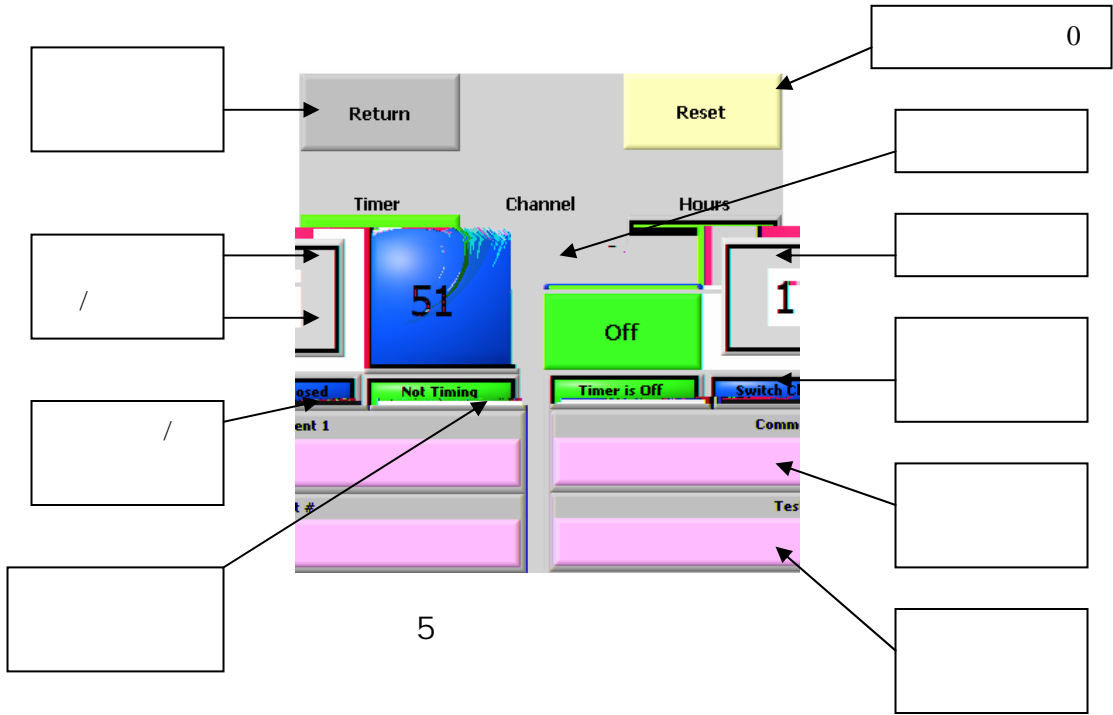 0
Return
Reset
Timer Channel Hours
/
51
1
Off
osed
Not Timing
Timer is Off
Switch Cl
/
ent 1
Comm
t #
Tes
5